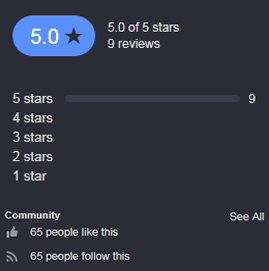 5.0 ★
5.0 of 5 stars
9 reviews
5 stars 9
4 stars
3 stars
2 stars
1 star
Community See All
65 people like this
65 people follow this